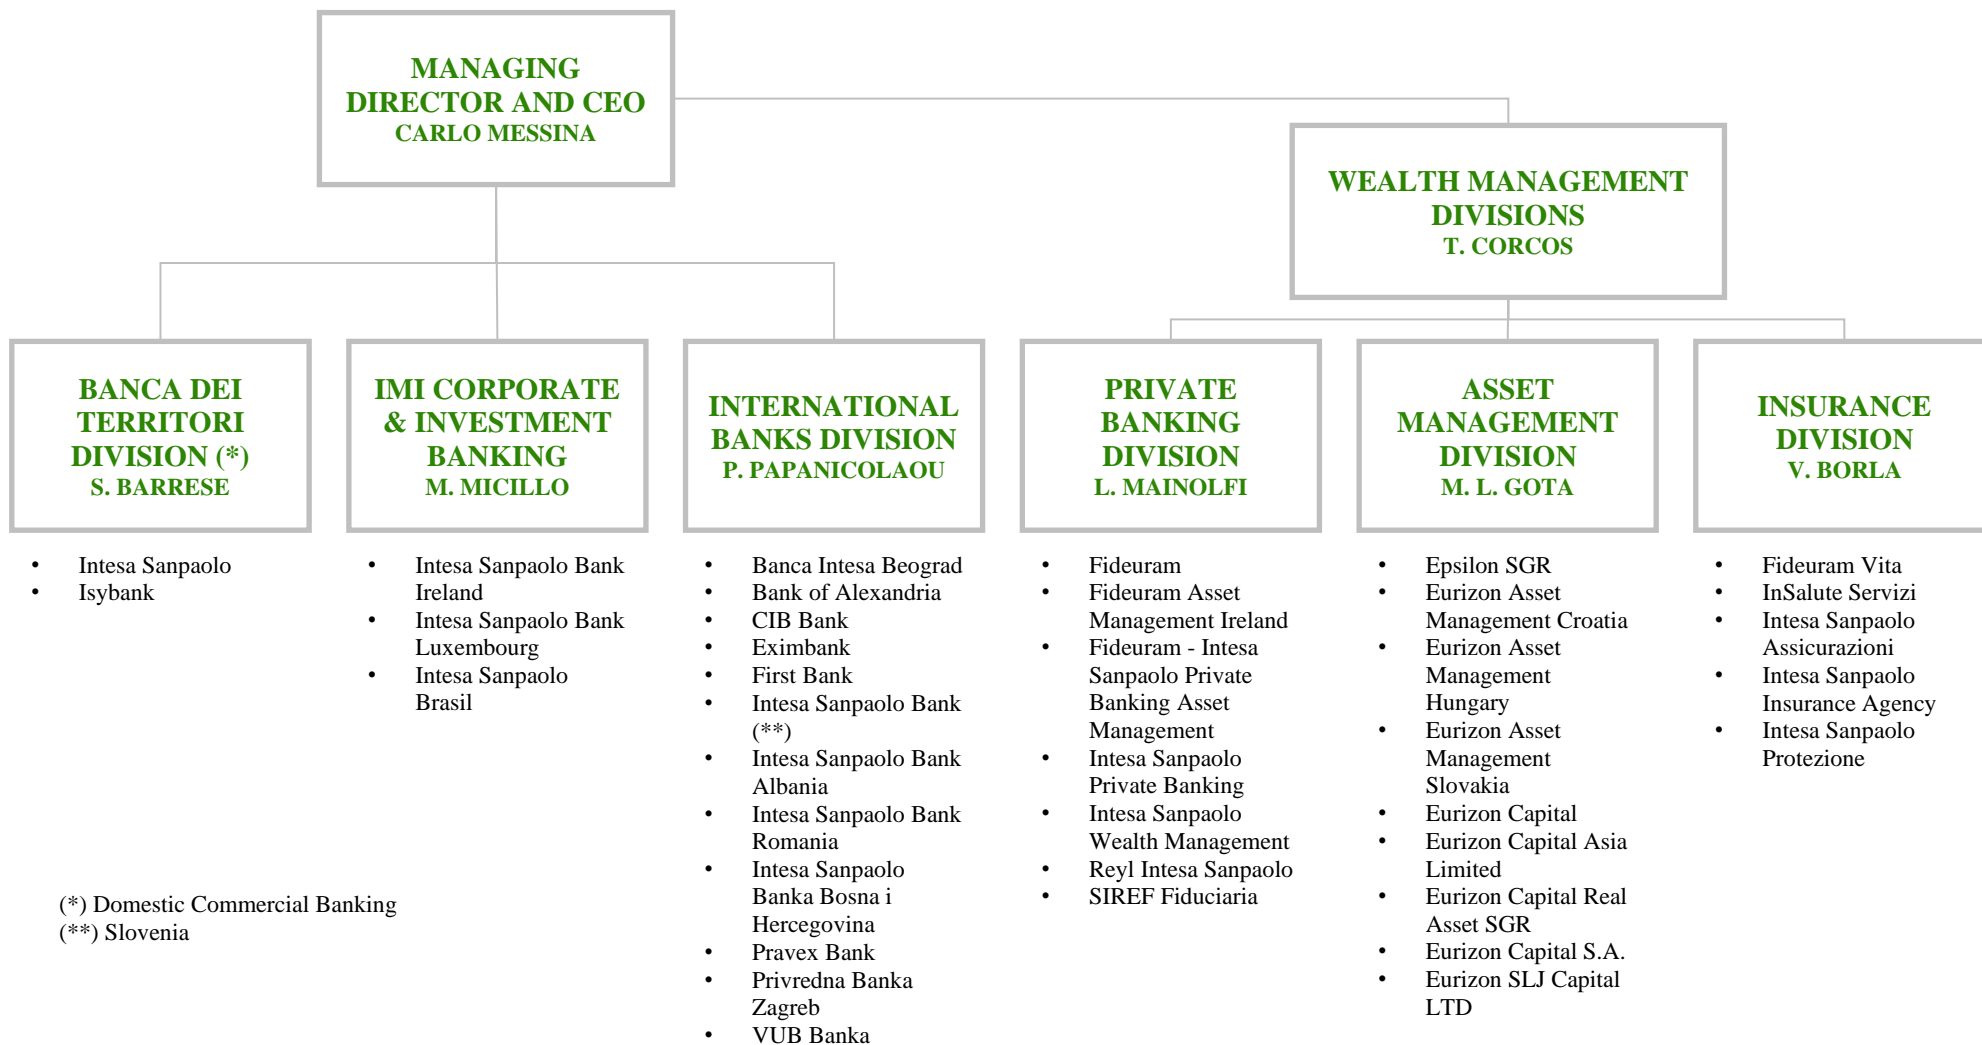 MANAGING
DIRECTOR AND CEO
CARLO MESSINA
WEALTH MANAGEMENT
DIVISIONS
T. CORCOS
BANCA DEI
TERRITORI
DIVISION (*)
S. BARRESE
IMI CORPORATE
& INVESTMENT
BANKING
M. MICILLO
INTERNATIONAL
BANKS DIVISION
P. PAPANICOLAOU
PRIVATE
BANKING
DIVISION
L. MAINOLFI
ASSET
MANAGEMENT
DIVISION
M. L. GOTA
INSURANCE
DIVISION
V. BORLA
• Intesa Sanpaolo
• Isybank
• Intesa Sanpaolo Bank
Ireland
• Intesa Sanpaolo Bank
Luxembourg
• Intesa Sanpaolo
Brasil
• Banca Intesa Beograd
• Bank of Alexandria
• CIB Bank
• Eximbank
• First Bank
• Intesa Sanpaolo Bank
(**)
• Intesa Sanpaolo Bank
Albania
• Intesa Sanpaolo Bank
Romania
• Intesa Sanpaolo
Banka Bosna i
Hercegovina
• Pravex Bank
• Privredna Banka
Zagreb
• VUB Banka
• Fideuram
• Fideuram Asset
Management Ireland
• Fideuram - Intesa
Sanpaolo Private
Banking Asset
Management
• Intesa Sanpaolo
Private Banking
• Intesa Sanpaolo
Wealth Management
• Reyl Intesa Sanpaolo
• SIREF Fiduciaria
• Epsilon SGR
• Eurizon Asset
Management Croatia
• Eurizon Asset
Management
Hungary
• Eurizon Asset
Management
Slovakia
• Eurizon Capital
• Eurizon Capital Asia
Limited
• Eurizon Capital Real
Asset SGR
• Eurizon Capital S.A.
• Eurizon SLJ Capital
LTD
• Fideuram Vita
• InSalute Servizi
• Intesa Sanpaolo
Assicurazioni
• Intesa Sanpaolo
Insurance Agency
• Intesa Sanpaolo
Protezione
(*) Domestic Commercial Banking
(**) Slovenia